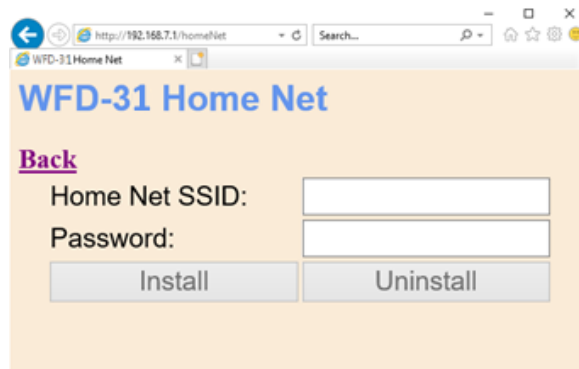 http://192.168.7.1/homeNet
Search...
WFD-31 Home Net
WFD-31 Home Net
Back
Home Net SSID:
Password:
Install Uninstall